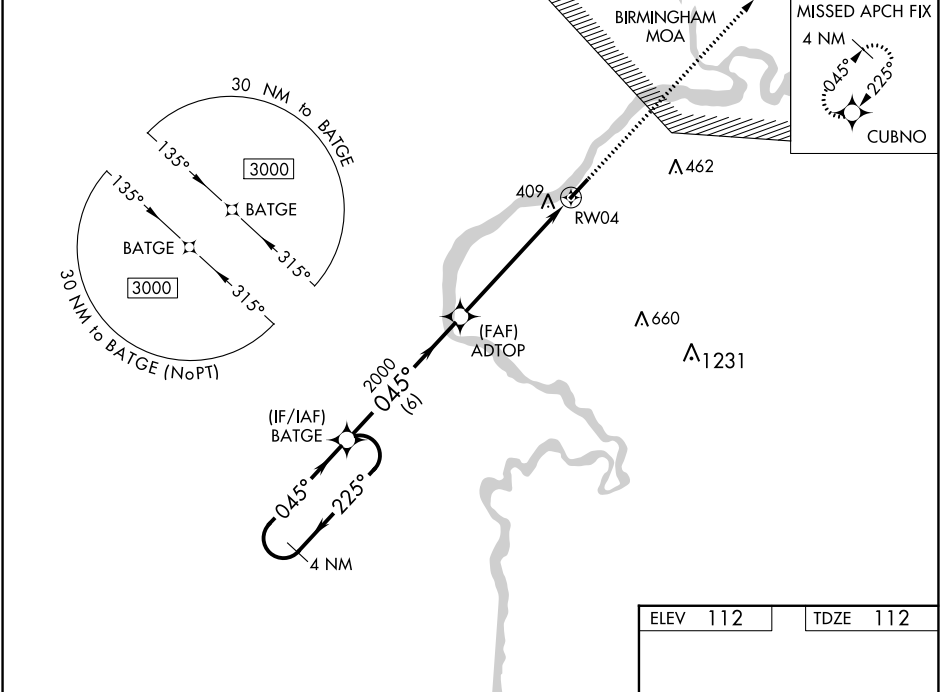 BIRMINGHAM
MOA
MISSED APCH FIX
4 NM
045°
225°
CUBNO
30 NM to BATGE
135°
3000
BATGE
315°
135°
BATGE
3000
315°
30 NM to BATGE (NoPT)
462
409
RW04
660
1231
(FAF)
ADTOP
2000
045°
(6)
(IF/IAF)
BATGE
045°
225°
4 NM
ELEV 112
TDZE 112